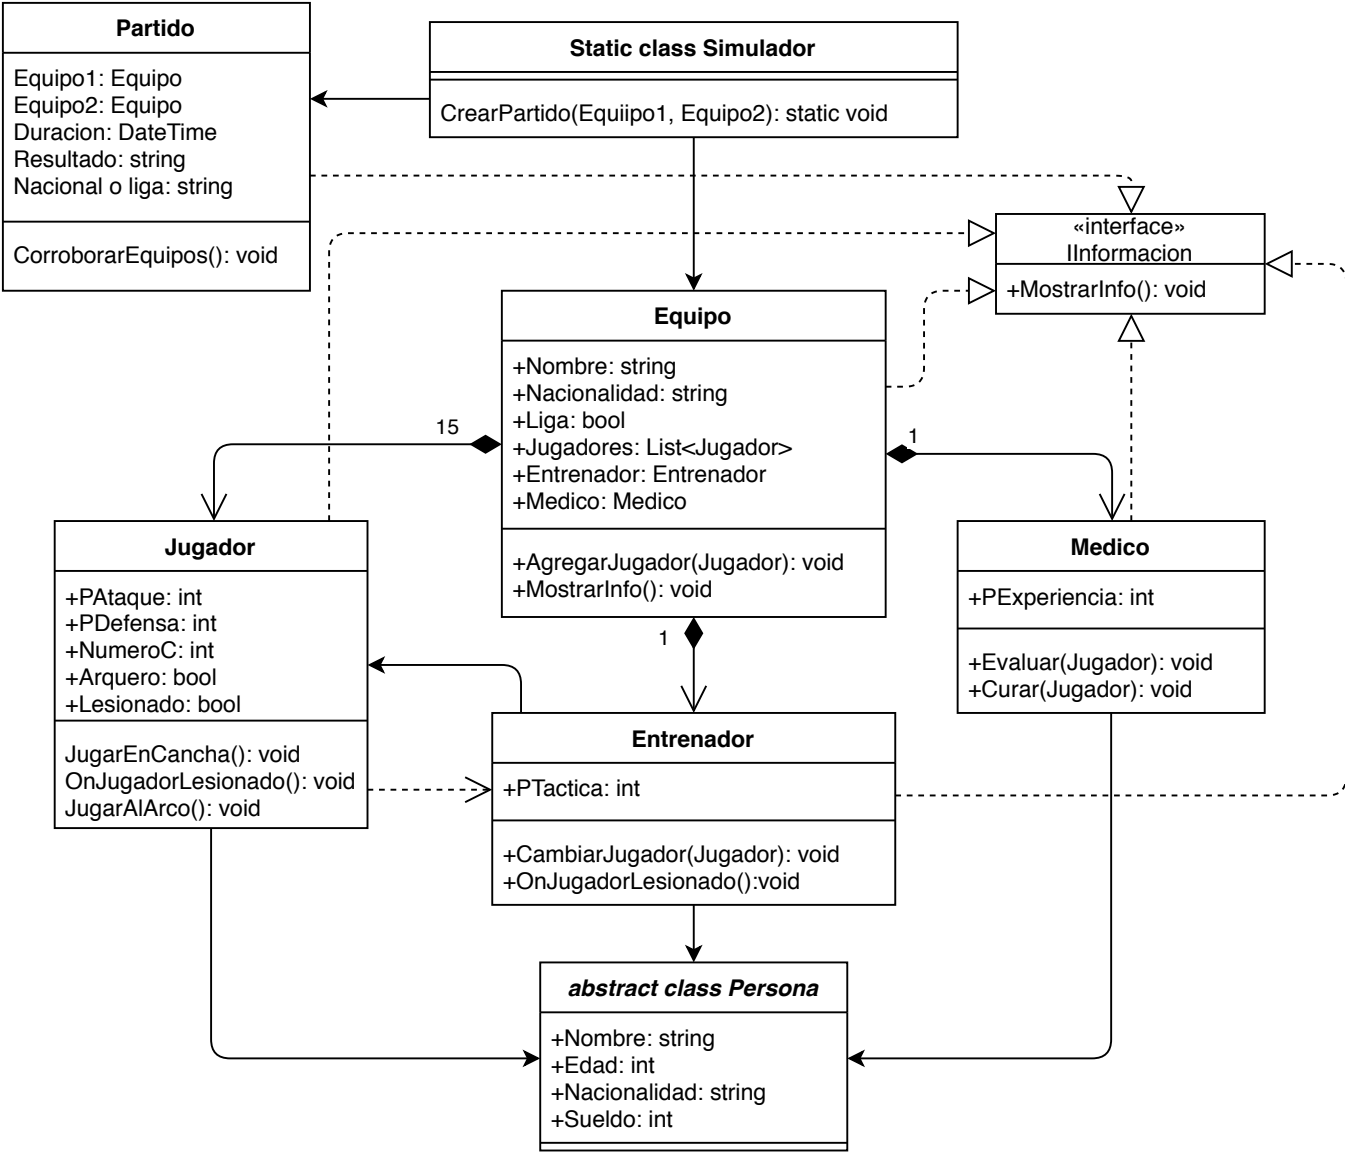 Partido
Equipo1: Equipo
Equipo2: Equipo
Duracion: DateTime
Resultado: string
Nacional o liga: string
CorroborarEquipos(): void
Static class Simulador
CrearPartido(Equiipo1, Equipo2): static void
«interface»
IInformacion
+MostrarInfo(): void
Equipo
+Nombre: string
+Nacionalidad: string
+Liga: bool
+Jugadores: List<Jugador>
+Entrenador: Entrenador
+Medico: Medico
+AgregarJugador(Jugador): void
+MostrarInfo(): void
15
1
1
Jugador
+PAtaque: int
+PDefensa: int
+NumeroC: int
+Arquero: bool
+Lesionado: bool
JugarEnCancha(): void
OnJugadorLesionado(): void
JugarAlArco(): void
Medico
+PExperiencia: int
+Evaluar(Jugador): void
+Curar(Jugador): void
Entrenador
+PTactica: int
+CambiarJugador(Jugador): void
+OnJugadorLesionado():void
abstract class Persona
+Nombre: string
+Edad: int
+Nacionalidad: string
+Sueldo: int